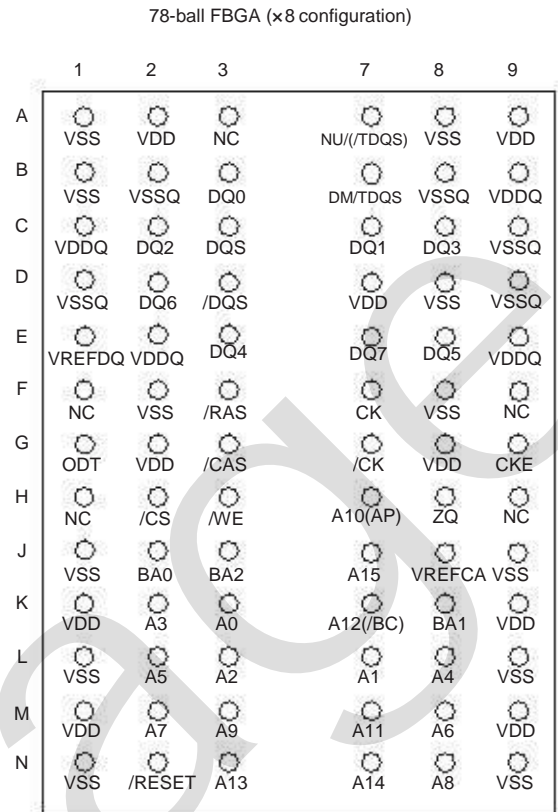 78-ball FBGA (×8 configuration)
1 2 3 7 8 9
A
VSS VDD NC NU/(/TDQS) VSS VDD
B
VSS VSSQ DQ0 DM/TDQS VSSQ VDDQ
C
VDDQ DQ2 DQS DQ1 DQ3 VSSQ
D
VSSQ DQ6 /DQS VDD VSS VSSQ
E
VREFDQ VDDQ DQ4 DQ7 DQ5 VDDQ
F
NC VSS /RAS CK VSS NC
G
ODT VDD /CAS /CK VDD CKE
H
NC /CS /WE A10(AP) ZQ NC
J
VSS BA0 BA2 A15 VREFCA VSS
K
VDD A3 A0 A12(/BC) BA1 VDD
L
VSS A5 A2 A1 A4 VSS
M
VDD A7 A9 A11 A6 VDD
N
VSS /RESET A13 A14 A8 VSS